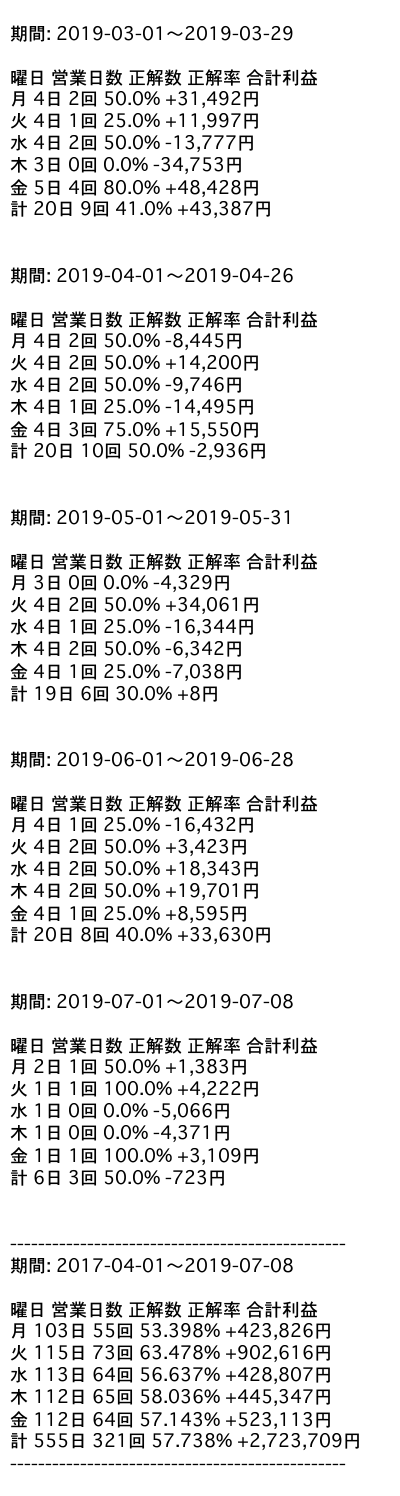 期間: 2019-03-01～2019-03-29
曜日 営業日数 正解数 正解率 合計利益
月 4日 2回 50.0% +31,492円
火 4日 1回 25.0% +11,997円
水 4日 2回 50.0% -13,777円
木 3日 0回 0.0% -34,753円
金 5日 4回 80.0% +48,428円
計 20日 9回 41.0% +43,387円
期間: 2019-04-01～2019-04-26
曜日 営業日数 正解数 正解率 合計利益
月 4日 2回 50.0% -8,445円
火 4日 2回 50.0% +14,200円
水 4日 2回 50.0% -9,746円
木 4日 1回 25.0% -14,495円
金 4日 3回 75.0% +15,550円
計 20日 10回 50.0% -2,936円
期間: 2019-05-01～2019-05-31
曜日 営業日数 正解数 正解率 合計利益
月 3日 0回 0.0% -4,329円
火 4日 2回 50.0% +34,061円
水 4日 1回 25.0% -16,344円
木 4日 2回 50.0% -6,342円
金 4日 1回 25.0% -7,038円
計 19日 6回 30.0% +8円
期間: 2019-06-01～2019-06-28
曜日 営業日数 正解数 正解率 合計利益
月 4日 1回 25.0% -16,432円
火 4日 2回 50.0% +3,423円
水 4日 2回 50.0% +18,343円
木 4日 2回 50.0% +19,701円
金 4日 1回 25.0% +8,595円
計 20日 8回 40.0% +33,630円
期間: 2019-07-01～2019-07-08
曜日 営業日数 正解数 正解率 合計利益
月 2日 1回 50.0% +1,383円
火 1日 1回 100.0% +4,222円
水 1日 0回 0.0% -5,066円
木 1日 0回 0.0% -4,371円
金 1日 1回 100.0% +3,109円
計 6日 3回 50.0% -723円
------------------------------------------------
期間: 2017-04-01～2019-07-08
曜日 営業日数 正解数 正解率 合計利益
月 103日 55回 53.398% +423,826円
火 115日 73回 63.478% +902,616円
水 113日 64回 56.637% +428,807円
木 112日 65回 58.036% +445,347円
金 112日 64回 57.143% +523,113円
計 555日 321回 57.738% +2,723,709円
------------------------------------------------